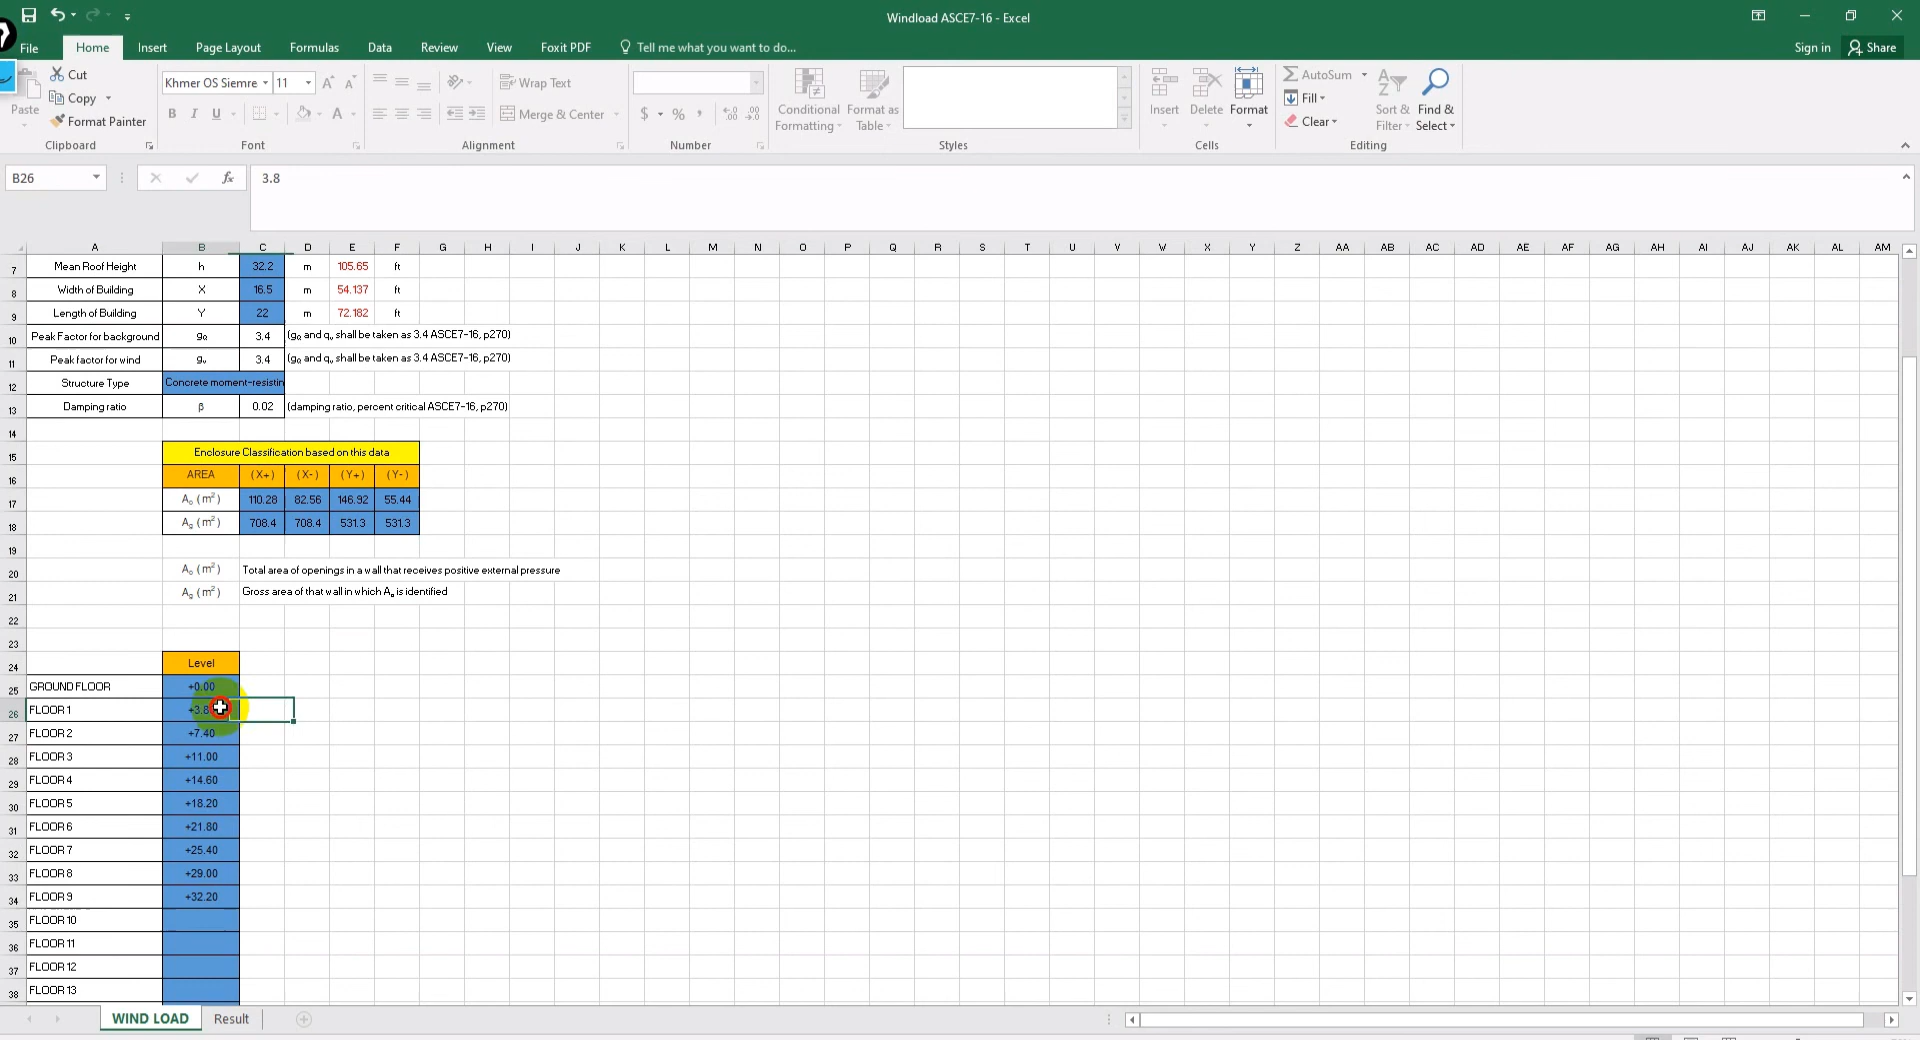 Windload ASCE7-16 - Excel
File Home Insert Page Layout Formulas Data Review View Foxit PDF Tell me what you want to do... Sign in Share
Paste Cut Copy Format Painter Clipboard
Khmer OS Siemre 11 B I U A Font
Wrap Text Merge & Center Alignment
$ % , Number
Conditional Formatting Format as Table Styles
Insert Delete Format Cells
AutoSum Fill Clear Sort & Filter Find & Select Editing
B26 fx 3.8
A B C D E F G H I J K L M N O P Q R S T U V W X Y Z AA AB AC AD AE AF AG AH AI AJ AK AL AM
7 Mean Roof Height h 32.2 m 105.65 ft
8 Width of Building X 16.5 m 54.137 ft
9 Length of Building Y 22 m 72.182 ft
10 Peak Factor for background gQ 3.4 (gQ and qv shall be taken as 3.4 ASCE7-16, p270)
11 Peak factor for wind gv 3.4 (gQ and qv shall be taken as 3.4 ASCE7-16, p270)
12 Structure Type Concrete moment-resistin
13 Damping ratio β 0.02 (damping ratio, percent critical ASCE7-16, p270)
14
15 Enclosure Classification based on this data
16 AREA (X+) (X-) (Y+) (Y-)
17 Ao (m²) 110.28 82.56 146.92 55.44
18 Ag (m²) 708.4 708.4 531.3 531.3
19
20 Ao (m²) Total area of openings in a wall that receives positive external pressure
21 Ag (m²) Gross area of that wall in which Ao is identified
22
23
24 Level
25 GROUND FLOOR +0.00
26 FLOOR 1 +3.8
27 FLOOR 2 +7.40
28 FLOOR 3 +11.00
29 FLOOR 4 +14.60
30 FLOOR 5 +18.20
31 FLOOR 6 +21.80
32 FLOOR 7 +25.40
33 FLOOR 8 +29.00
34 FLOOR 9 +32.20
35 FLOOR 10
36 FLOOR 11
37 FLOOR 12
38 FLOOR 13
WIND LOAD Result